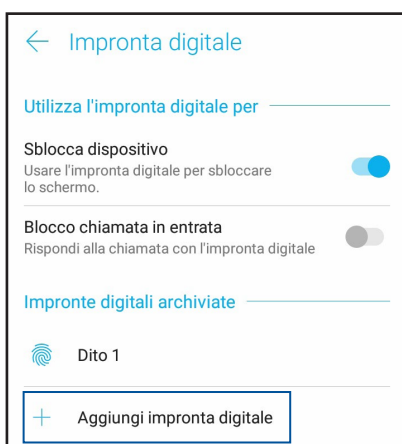 Impronta digitale
Utilizza l'impronta digitale per
Sblocca dispositivo
Usare l'impronta digitale per sbloccare
lo schermo.
Blocco chiamata in entrata
Rispondi alla chiamata con l'impronta digitale
Impronte digitali archiviate
Dito 1
Aggiungi impronta digitale